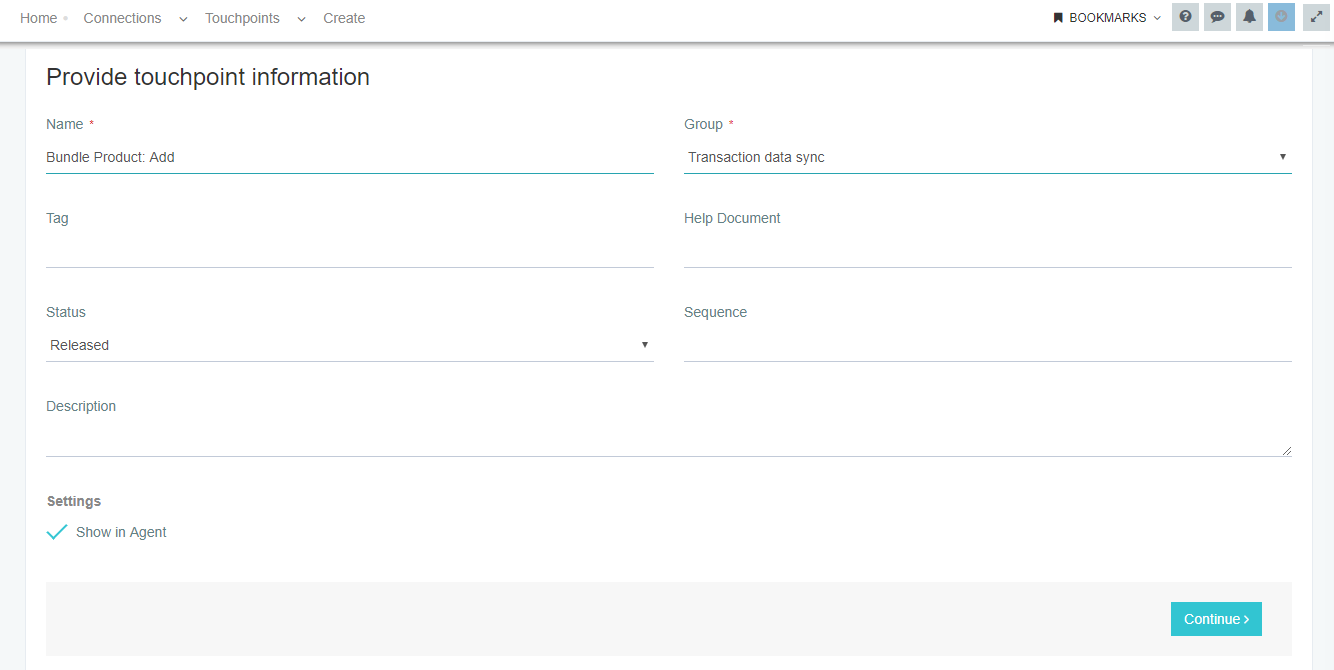 Home Connections Touchpoints Create BOOKMARKS
Provide touchpoint information
Name * Group *
Bundle Product: Add Transaction data sync
Tag Help Document
Status Sequence
Released
Description
Settings
Show in Agent
Continue